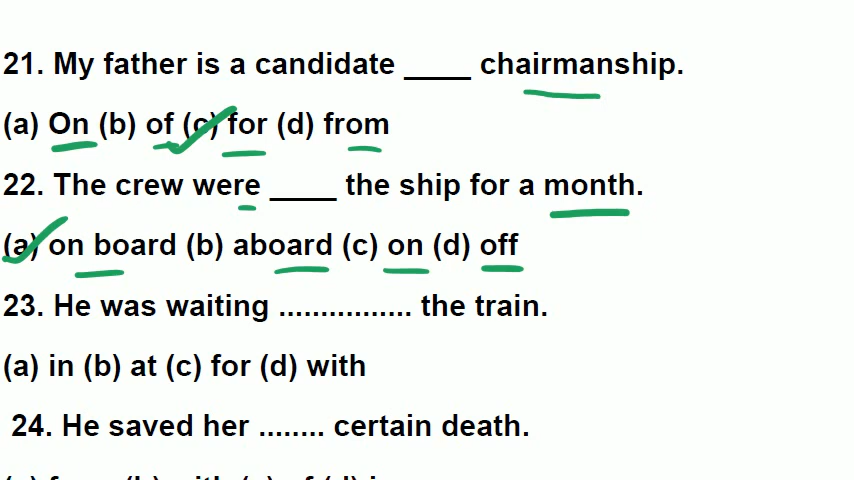 21. My father is a candidate ____ chairmanship.
(a) On (b) of (c) for (d) from
22. The crew were ____ the ship for a month.
(a) on board (b) aboard (c) on (d) off
23. He was waiting ................ the train.
(a) in (b) at (c) for (d) with
24. He saved her ........ certain death.